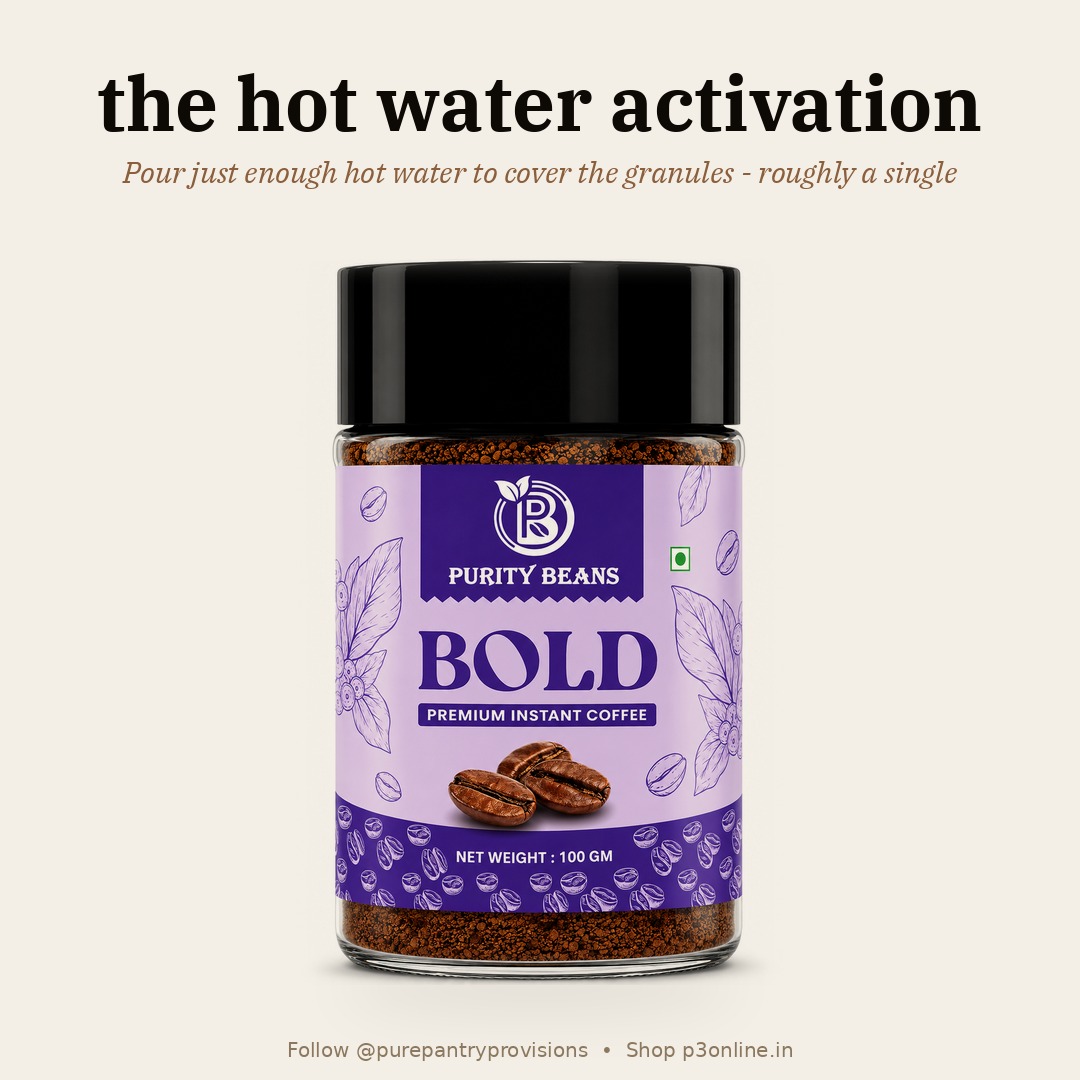 the hot water activation
Pour just enough hot water to cover the granules - roughly a single
PURITY BEANS
BOLD
PREMIUM INSTANT COFFEE
NET WEIGHT : 100 GM
Follow @purepantryprovisions • Shop p3online.in